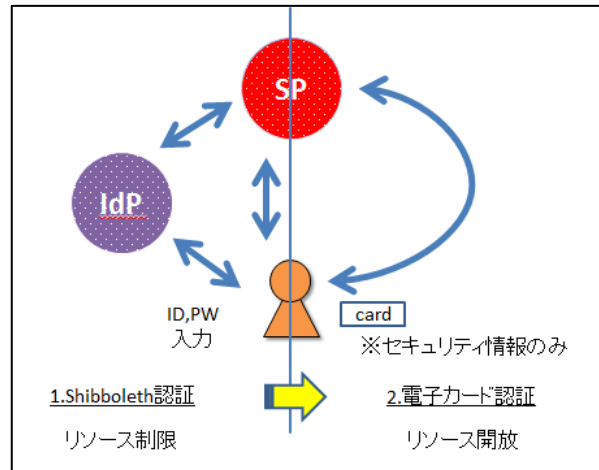 SP
IdP
ID,PW
入力
card
※セキュリティ情報のみ
1.Shibboleth認証
2.電子カード認証
リソース制限
リソース開放